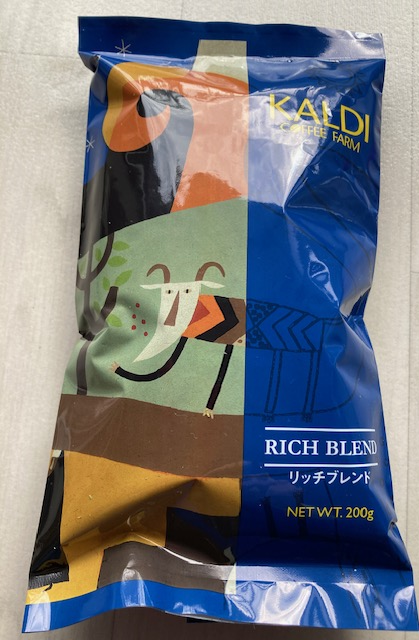 KALDI
COFFEE FARM
RICH BLEND
リッチブレンド
NET WT. 200g